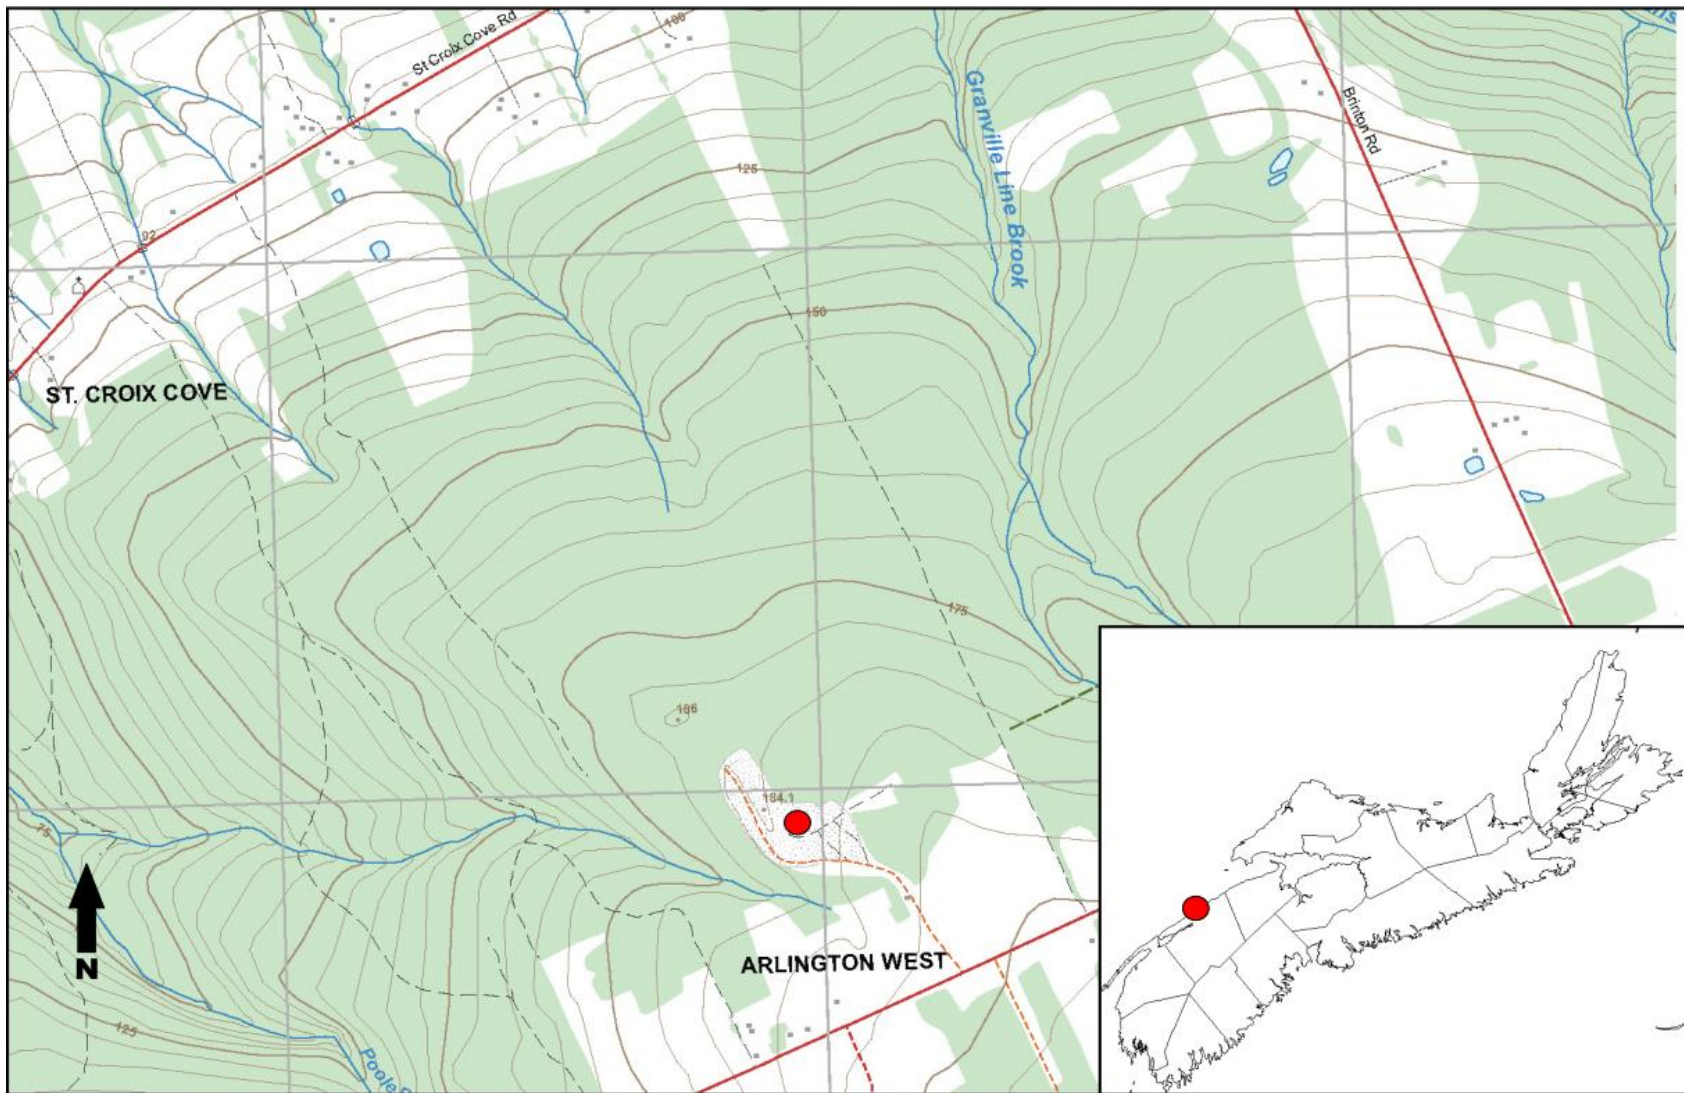 100
St Croix Cove Rd
Granville Line Brook
Brinton Rd
125
92
150
ST. CROIX COVE
175
186
184.1
75
N
ARLINGTON WEST
125
Poole